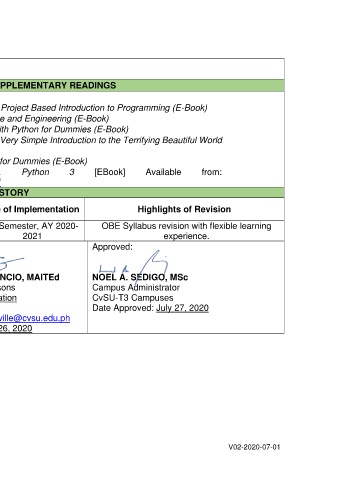 PPLEMENTARY READINGS
Project Based Introduction to Programming (E-Book)
e and Engineering (E-Book)
ith Python for Dummies (E-Book)
Very Simple Introduction to the Terrifying Beautiful World
for Dummies (E-Book)
Python 3 [EBook] Available from:
STORY
e of Implementation Highlights of Revision
Semester, AY 2020-2021 OBE Syllabus revision with flexible learning experience.
Approved:
NCIO, MAITEd NOEL A. SEDIGO, MSc
sons Campus Administrator
ation CvSU-T3 Campuses
Date Approved: July 27, 2020
ville@cvsu.edu.ph
26, 2020
V02-2020-07-01